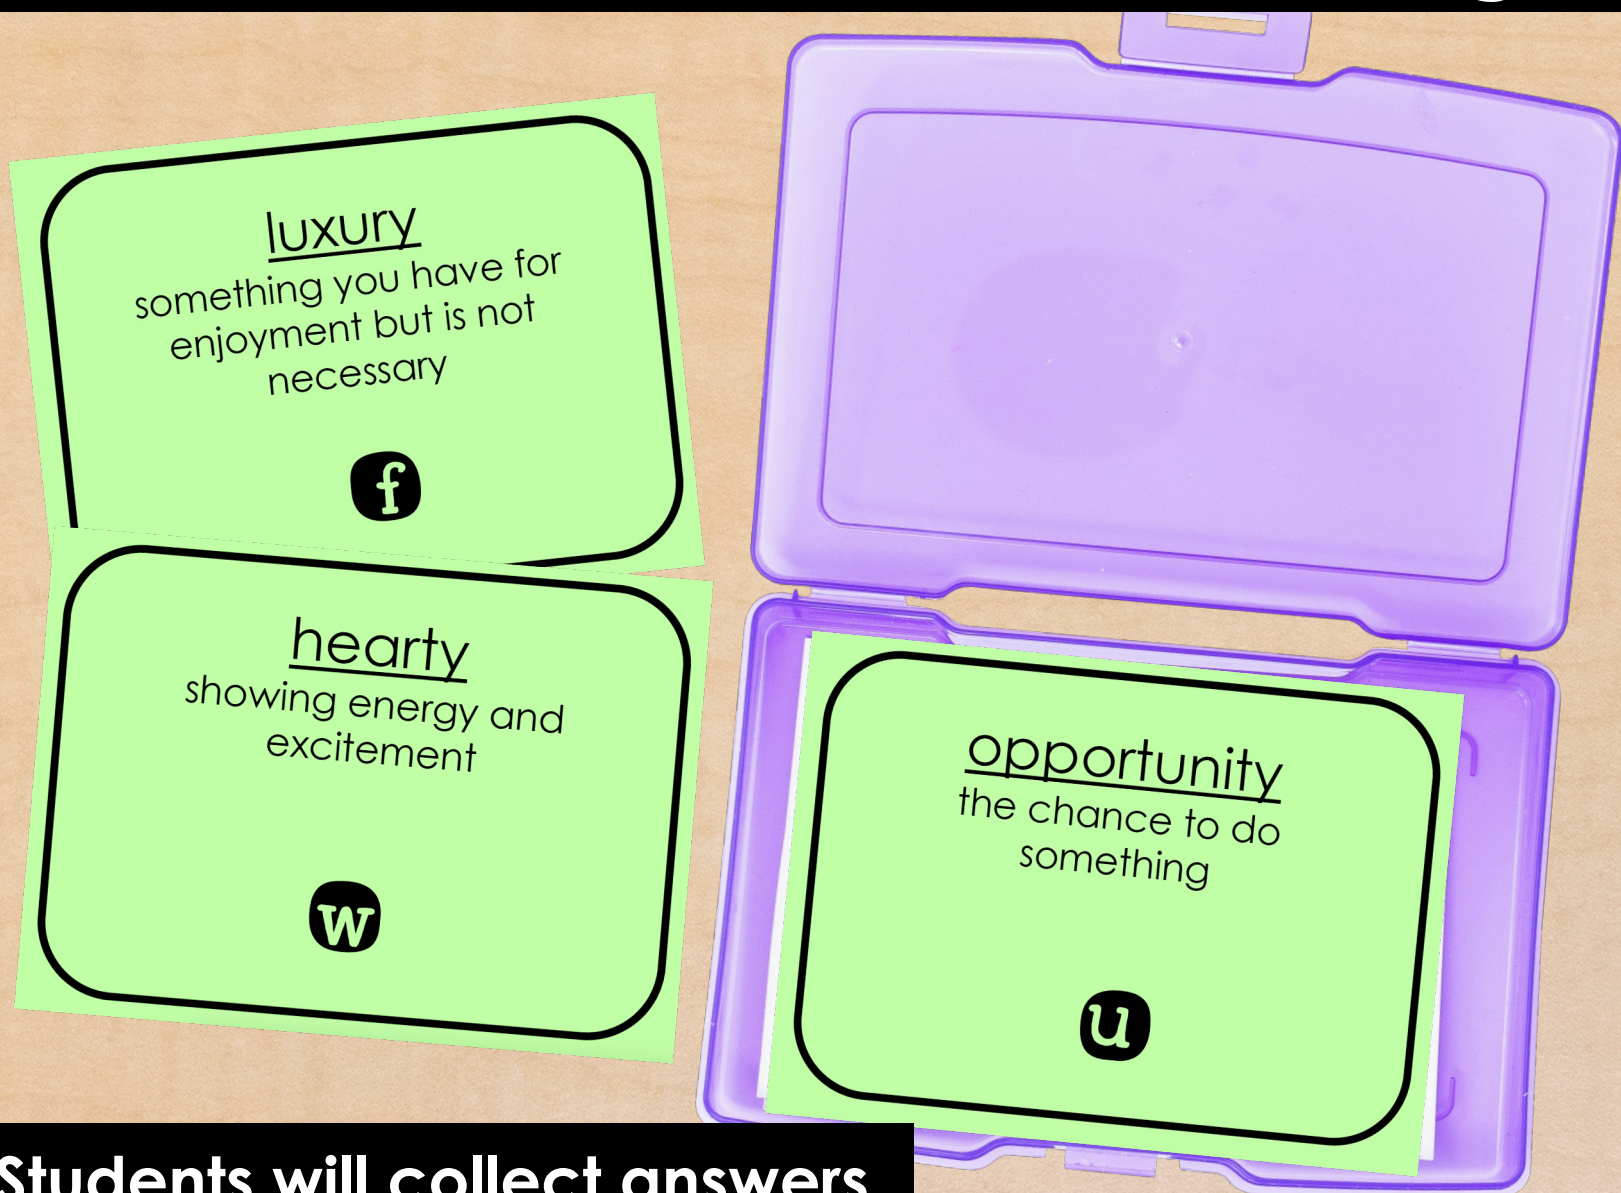 luxury
something you have for
enjoyment but is not
necessary
f
hearty
showing energy and
excitement
w
opportunity
the chance to do
something
u
Students will collect answers